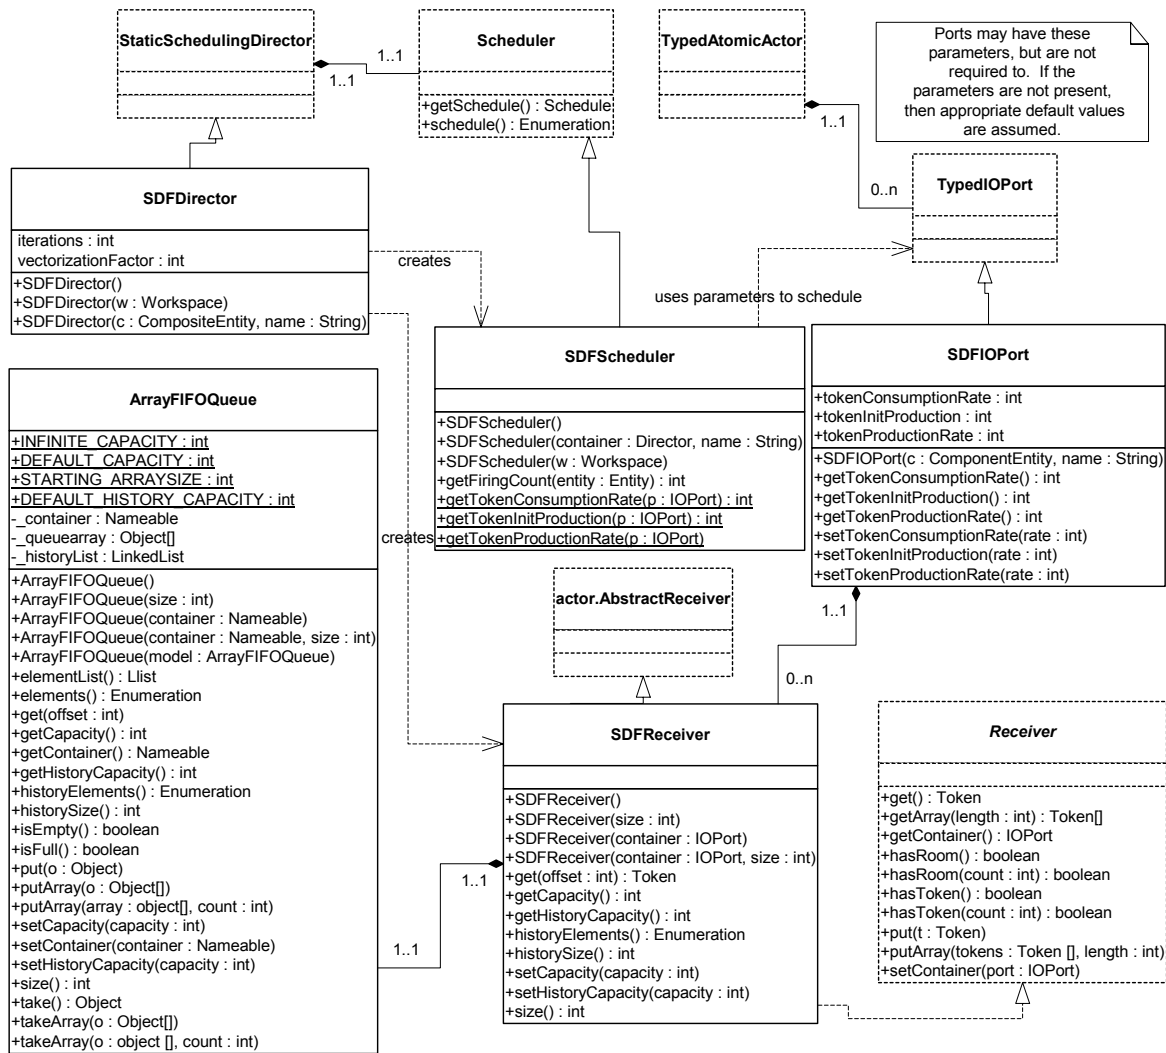 StaticSchedulingDirector
1..1
1..1
Scheduler
+getSchedule() : Schedule
+schedule() : Enumeration
TypedAtomicActor
1..1
0..n
Ports may have these
parameters, but are not
required to. If the
parameters are not present,
then appropriate default values
are assumed.
TypedIOPort
SDFDirector
iterations : int
vectorizationFactor : int
+SDFDirector()
+SDFDirector(w : Workspace)
+SDFDirector(c : CompositeEntity, name : String)
creates
uses parameters to schedule
SDFScheduler
+SDFScheduler()
+SDFScheduler(container : Director, name : String)
+SDFScheduler(w : Workspace)
+getFiringCount(entity : Entity) : int
+getTokenConsumptionRate(p : IOPort) : int
+getTokenInitProduction(p : IOPort) : int
+getTokenProductionRate(p : IOPort)
SDFIOPort
+tokenConsumptionRate : int
+tokenInitProduction : int
+tokenProductionRate : int
+SDFIOPort(c : ComponentEntity, name : String)
+getTokenConsumptionRate() : int
+getTokenInitProduction() : int
+getTokenProductionRate() : int
+setTokenConsumptionRate(rate : int)
+setTokenInitProduction(rate : int)
+setTokenProductionRate(rate : int)
1..1
0..n
ArrayFIFOQueue
+INFINITE_CAPACITY : int
+DEFAULT_CAPACITY : int
+STARTING_ARRAYSIZE : int
+DEFAULT_HISTORY_CAPACITY : int
-_container : Nameable
-_queuearray : Object[]
-_historyList : LinkedList
+ArrayFIFOQueue()
+ArrayFIFOQueue(size : int)
+ArrayFIFOQueue(container : Nameable)
+ArrayFIFOQueue(container : Nameable, size : int)
+ArrayFIFOQueue(model : ArrayFIFOQueue)
+elementList() : Llist
+elements() : Enumeration
+get(offset : int)
+getCapacity() : int
+getContainer() : Nameable
+getHistoryCapacity() : int
+historyElements() : Enumeration
+historySize() : int
+isEmpty() : boolean
+isFull() : boolean
+put(o : Object)
+putArray(o : Object[])
+putArray(array : object[], count : int)
+setCapacity(capacity : int)
+setContainer(container : Nameable)
+setHistoryCapacity(capacity : int)
+size() : int
+take() : Object
+takeArray(o : Object[])
+takeArray(o : object [], count : int)
creates
actor.AbstractReceiver
SDFReceiver
+SDFReceiver()
+SDFReceiver(size : int)
+SDFReceiver(container : IOPort)
+SDFReceiver(container : IOPort, size : int)
+get(offset : int) : Token
+getCapacity() : int
+getHistoryCapacity() : int
+historyElements() : Enumeration
+historySize() : int
+setCapacity(capacity : int)
+setHistoryCapacity(capacity : int)
+size() : int
1..1
1..1
Receiver
+get() : Token
+getArray(length : int) : Token[]
+getContainer() : IOPort
+hasRoom() : boolean
+hasRoom(count : int) : boolean
+hasToken() : boolean
+hasToken(count : int) : boolean
+put(t : Token)
+putArray(tokens : Token [], length : int)
+setContainer(port : IOPort)